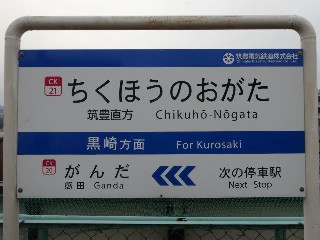 筑豊電気鉄道株式会社
CK 21
ちくほうのおがた
筑豊直方 Chikuhō-Nōgata
黒崎方面 For Kurosaki
CK 20
がんだ
感田 Ganda
次の停車駅
Next Stop